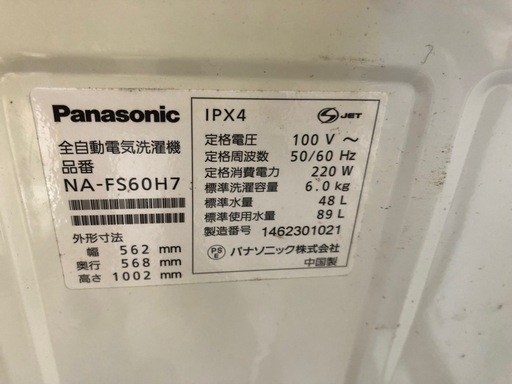 Panasonic
全自動電気洗濯機
品番
NA-FS60H7
外形寸法
幅 562 mm
奥行 568 mm
高さ 1002 mm
IPX4
S JET
定格電圧 100 V ～
定格周波数 50/60 Hz
定格消費電力 220 W
標準洗濯容量 6.0kg
標準水量 48 L
標準使用水量 89 L
製造番号 1462301021
PS E パナソニック株式会社
中国製